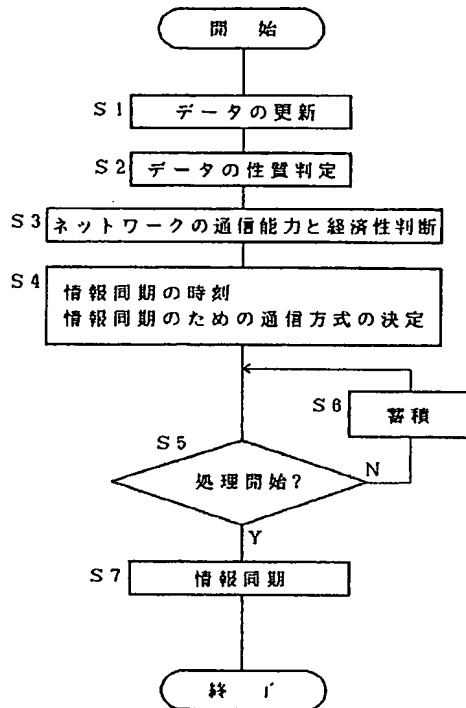 開始
S1 データの更新
S2 データの性質判定
S3 ネットワークの通信能力と経済性判断
S4 情報同期の時刻
情報同期のための通信方式の決定
S6 蓄積
S5 処理開始?
N
Y
S7 情報同期
終了